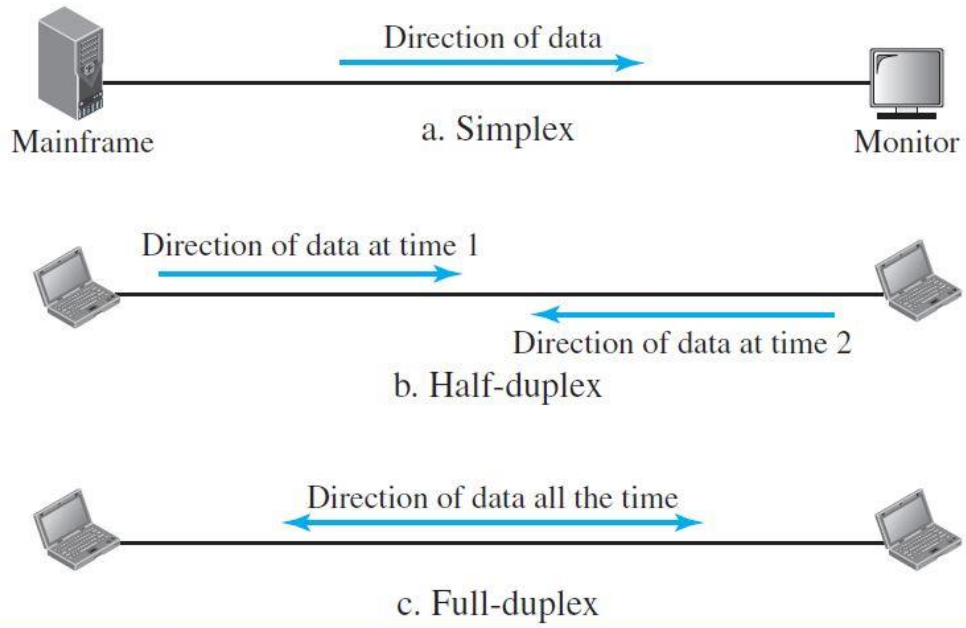 Direction of data
Mainframe
a. Simplex
Monitor
Direction of data at time 1
Direction of data at time 2
b. Half-duplex
Direction of data all the time
c. Full-duplex